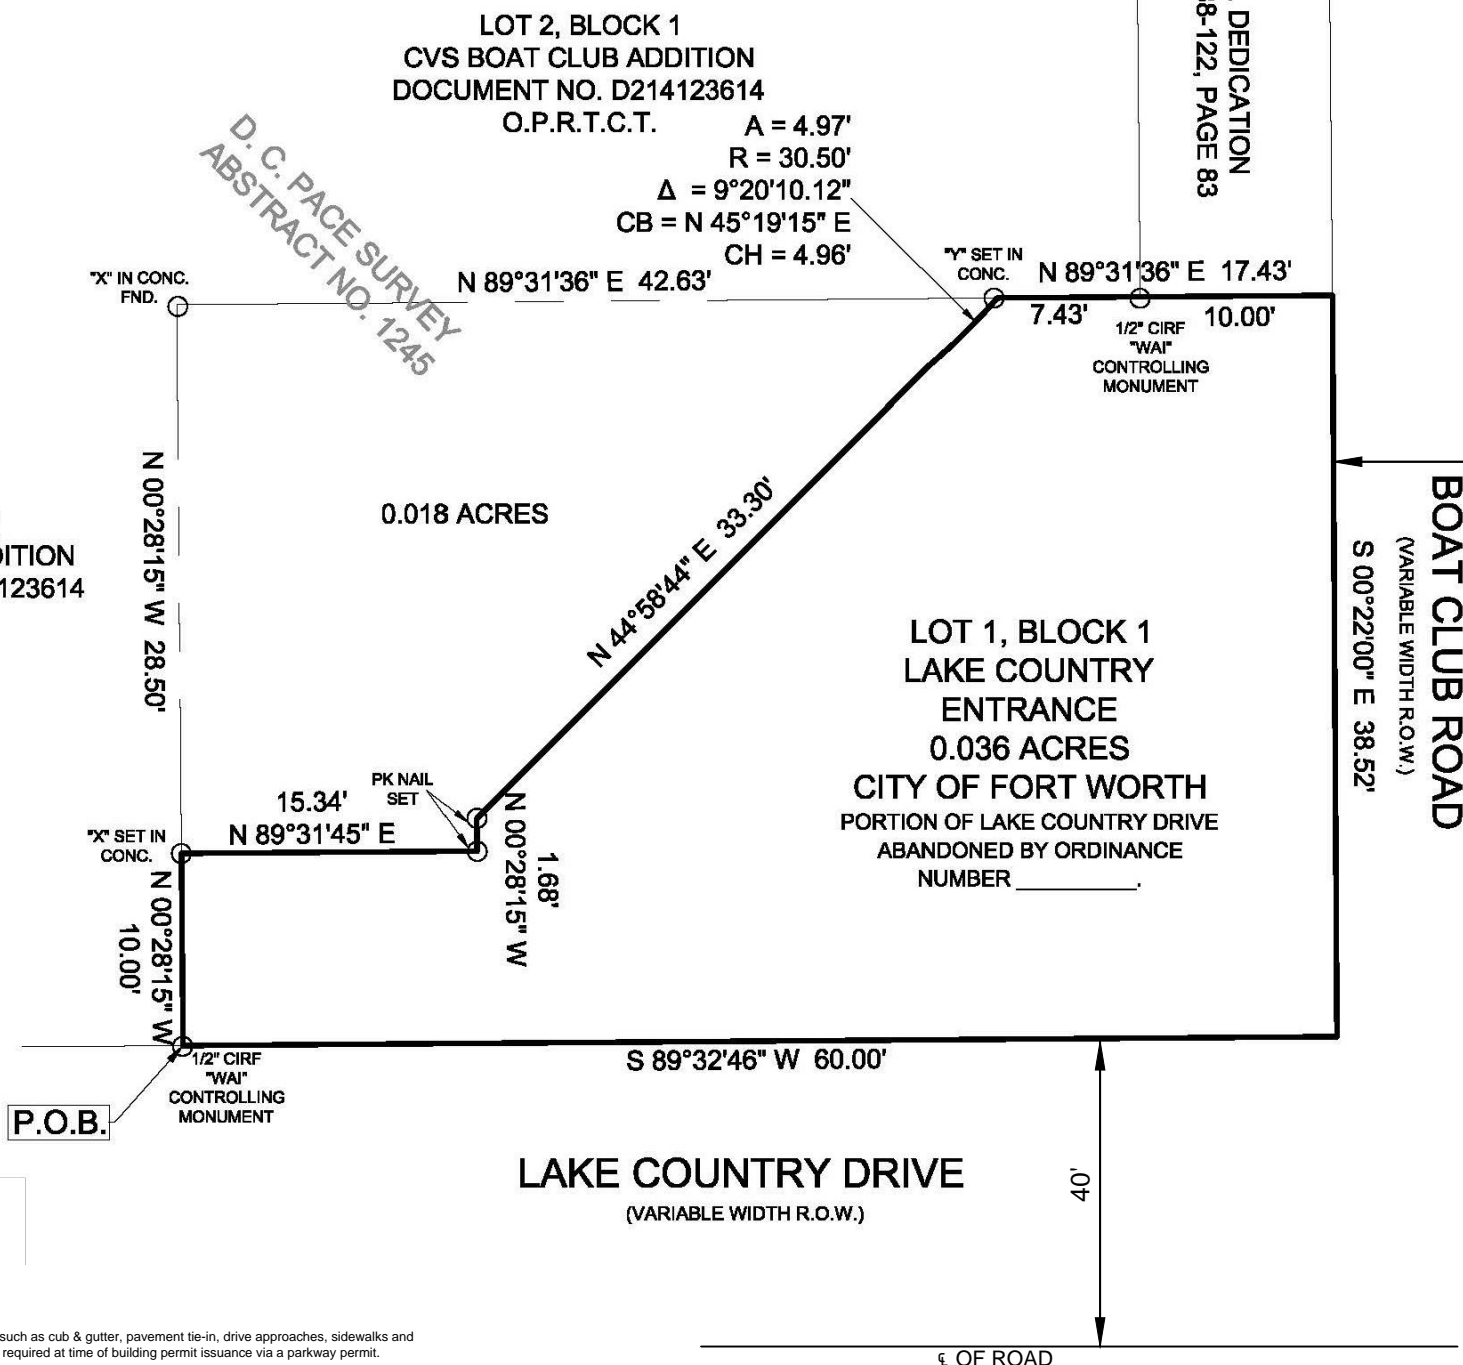 LOT 2, BLOCK 1
CVS BOAT CLUB ADDITION
DOCUMENT NO. D214123614
O.P.R.T.C.T.
A = 4.97'
R = 30.50'
Δ = 9°20'10.12"
CB = N 45°19'15" E
CH = 4.96'
DEDICATION
8-122, PAGE 83
D. C. PACE SURVEY
ABSTRACT NO. 1245
"X" IN CONC.
FND.
N 89°31'36" E 42.63'
"Y" SET IN
CONC.
N 89°31'36" E 17.43'
7.43'
10.00'
1/2" CIRF
"WAI"
CONTROLLING
MONUMENT
N 00°28'15" W 28.50'
0.018 ACRES
DITION
123614
N 44°58'44" E 33.30'
BOAT CLUB ROAD
(VARIABLE WIDTH R.O.W.)
S 00°22'00" E 38.52'
LOT 1, BLOCK 1
LAKE COUNTRY
ENTRANCE
0.036 ACRES
CITY OF FORT WORTH
PORTION OF LAKE COUNTRY DRIVE
ABANDONED BY ORDINANCE
NUMBER __________.
PK NAIL
SET
15.34'
N 89°31'45" E
"X" SET IN
CONC.
1.68'
N 00°28'15" W
N 00°28'15" W
10.00'
1/2" CIRF
"WAI"
CONTROLLING
MONUMENT
P.O.B.
S 89°32'46" W 60.00'
LAKE COUNTRY DRIVE
(VARIABLE WIDTH R.O.W.)
40'
such as cub & gutter, pavement tie-in, drive approaches, sidewalks and
required at time of building permit issuance via a parkway permit.
℄ OF ROAD